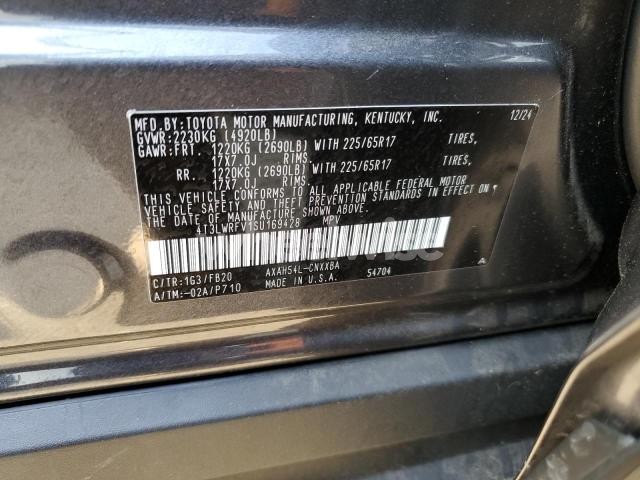 MFD.BY:TOYOTA MOTOR MANUFACTURING, KENTUCKY, INC. 12/24
GVWR:2230KG (4920LB)
GAWR:FRT. 1220KG (2690LB) WITH 225/65R17 TIRES,
17X7.0J RIMS.
RR. 1220KG (2690LB) WITH 225/65R17 TIRES,
17X7.0J RIMS.
THIS VEHICLE CONFORMS TO ALL APPLICABLE FEDERAL MOTOR
VEHICLE SAFETY AND THEFT PREVENTION STANDARDS IN EFFECT ON
THE DATE OF MANUFACTURE SHOWN ABOVE.
4T3LWRFV1SU169428 MPV
C/TR:1G3/FB20 AXAH54L-CNXXBA A
A/TM:-02A/P710 MADE IN U.S.A. 54704